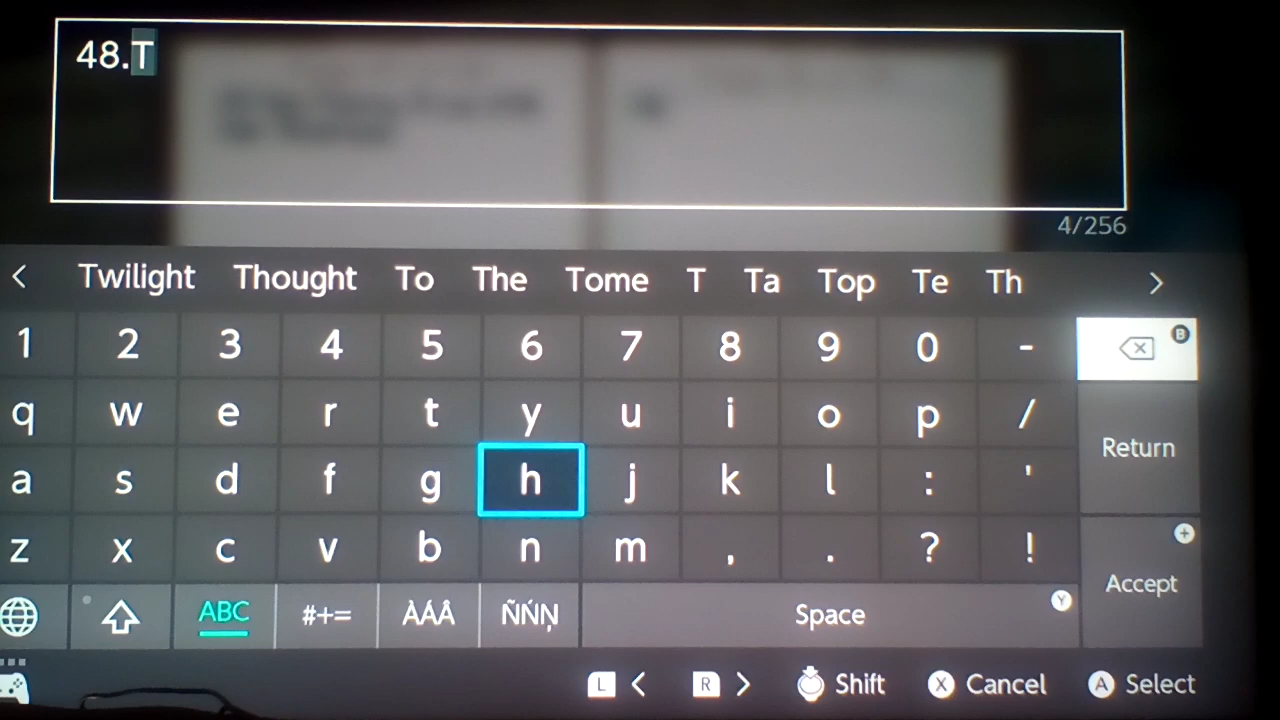 48.T
4/256
< Twilight Thought To The Tome T Ta Top Te Th >
1 2 3 4 5 6 7 8 9 0 - B
q w e r t y u i o p / Return
a s d f g h j k l : '
z x c v b n m , . ? ! + Accept
ABC #+= ÀÁÂ ÑŃŅ Space Y
L < R > Shift X Cancel A Select